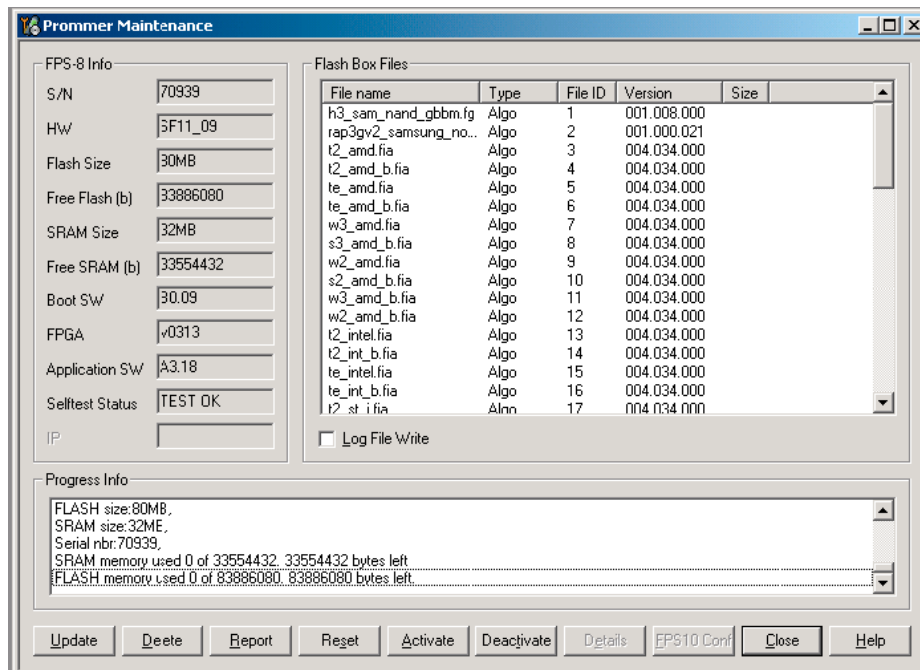 Prommer Maintenance
FPS-8 Info
S/N 70939
HW SF11_09
Flash Size 80MB
Free Flash (b) 83886080
SRAM Size 32MB
Free SRAM (b) 33554432
Boot SW B0.09
FPGA v0313
Application SW A3.18
Selftest Status TEST OK
IP
Flash Box Files
File name Type File ID Version Size
h3_sam_nand_gbbm.fg Algo 1 001.008.000
rap3gv2_samsung_no... Algo 2 001.000.021
t2_amd.fia Algo 3 004.034.000
t2_amd_b.fia Algo 4 004.034.000
te_amd.fia Algo 5 004.034.000
te_amd_b.fia Algo 6 004.034.000
w3_amd.fia Algo 7 004.034.000
s3_amd_b.fia Algo 8 004.034.000
w2_amd.fia Algo 9 004.034.000
s2_amd_b.fia Algo 10 004.034.000
w3_amd_b.fia Algo 11 004.034.000
w2_amd_b.fia Algo 12 004.034.000
t2_intel.fia Algo 13 004.034.000
t2_int_b.fia Algo 14 004.034.000
te_intel.fia Algo 15 004.034.000
te_int_b.fia Algo 16 004.034.000
t2_st_i.fia Algo 17 004.034.000
Log File Write
Progress Info
FLASH size:80MB,
SRAM size:32ME,
Serial nbr:70939,
SRAM memory used 0 of 33554432. 33554432 bytes left
FLASH memory used 0 of 83886080. 83886080 bytes left.
Update Deete Report Reset Activate Deactivate Details FPS10 Conf Close Help